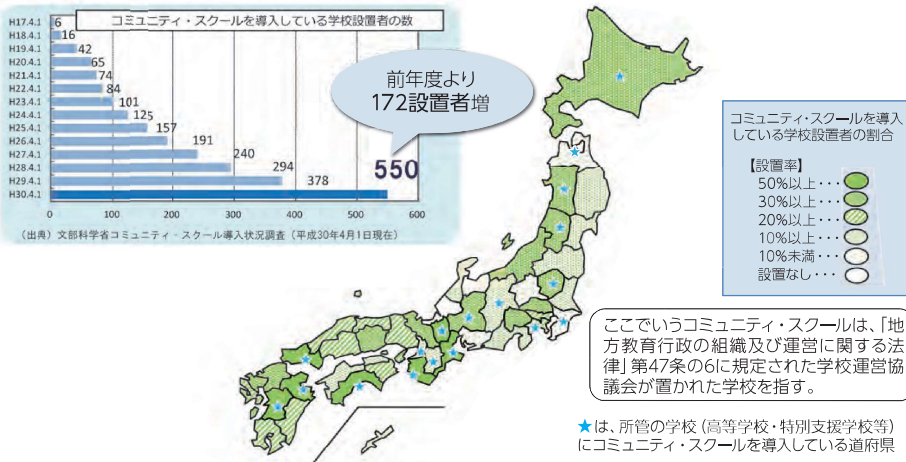 コミュニティ・スクールを導入している学校設置者の数
H17.4.1 6
H18.4.1 16
H19.4.1 42
H20.4.1 65
H21.4.1 74
H22.4.1 84
H23.4.1 101
H24.4.1 125
H25.4.1 157
H26.4.1 191
H27.4.1 240
H28.4.1 294
H29.4.1 378
H30.4.1 550
0 100 200 300 400 500 600
（出典）文部科学省コミュニティ・スクール導入状況調査（平成30年4月1日現在）
前年度より
172設置者増
コミュニティ・スクールを導入
している学校設置者の割合
【設置率】
50%以上・・・
30%以上・・・
20%以上・・・
10%以上・・・
10%未満・・・
設置なし・・・
ここでいうコミュニティ・スクールは、「地
方教育行政の組織及び運営に関する法
律」第47条の6に規定された学校運営協
議会が置かれた学校を指す。
★は、所管の学校（高等学校・特別支援学校等）
にコミュニティ・スクールを導入している道府県